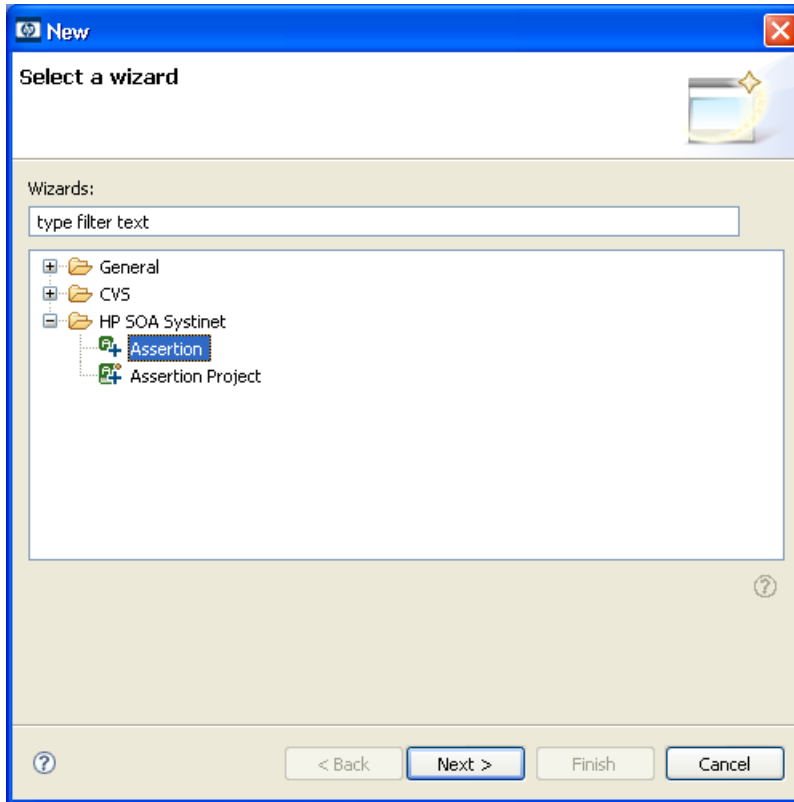 New
Select a wizard
Wizards:
type filter text
General
CVS
HP SOA Systinet
Assertion
Assertion Project
< Back Next > Finish Cancel